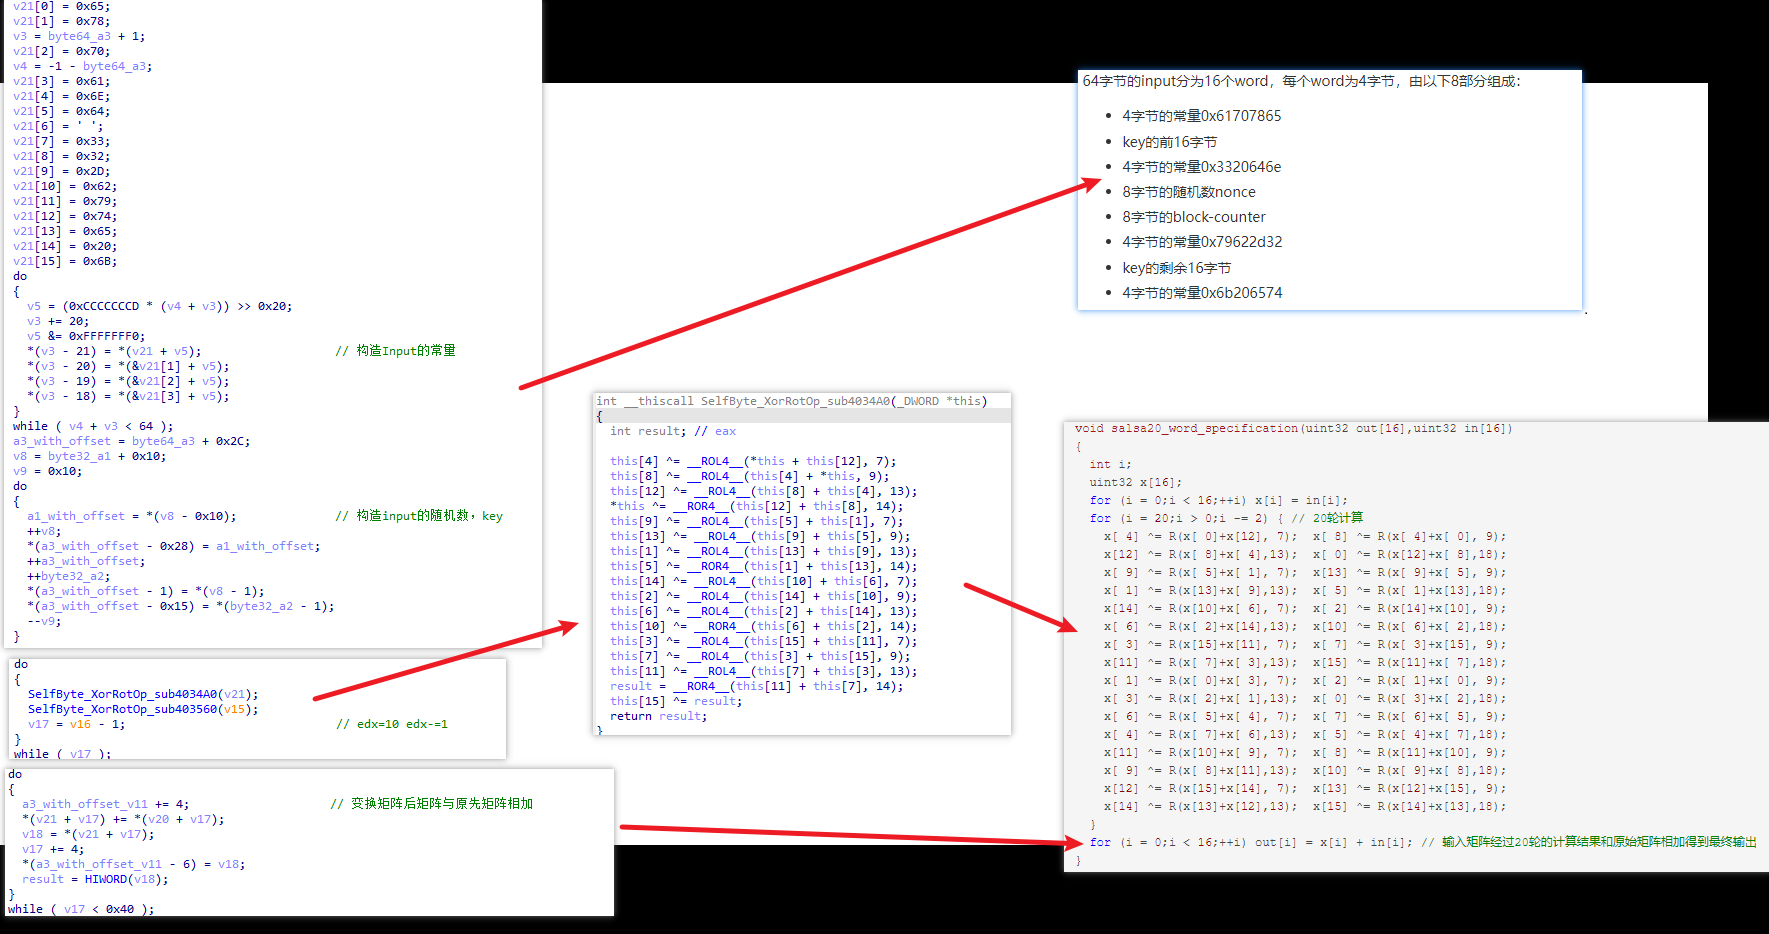 v21[0] = 0x65;
v21[1] = 0x78;
v3 = byte64_a3 + 1;
v21[2] = 0x70;
v4 = -1 - byte64_a3;
v21[3] = 0x61;
v21[4] = 0x6E;
v21[5] = 0x64;
v21[6] = ' ';
v21[7] = 0x33;
v21[8] = 0x32;
v21[9] = 0x2D;
v21[10] = 0x62;
v21[11] = 0x79;
v21[12] = 0x74;
v21[13] = 0x65;
v21[14] = 0x20;
v21[15] = 0x6B;
do
{
v5 = (0xCCCCCCCD * (v4 + v3)) >> 0x20;
v3 += 20;
v5 &= 0xFFFFFFF0;
*(v3 - 21) = *(v21 + v5); // 构造Input的常量
*(v3 - 20) = *(&v21[1] + v5);
*(v3 - 19) = *(&v21[2] + v5);
*(v3 - 18) = *(&v21[3] + v5);
}
while ( v4 + v3 < 64 );
a3_with_offset = byte64_a3 + 0x2C;
v8 = byte32_a1 + 0x10;
v9 = 0x10;
do
{
a1_with_offset = *(v8 - 0x10); // 构造input的随机数，key
++v8;
*(a3_with_offset - 0x28) = a1_with_offset;
++a3_with_offset;
++byte32_a2;
*(a3_with_offset - 1) = *(v8 - 1);
*(a3_with_offset - 0x15) = *(byte32_a2 - 1);
--v9;
}
do
{
SelfByte_XorRotOp_sub4034A0(v21);
SelfByte_XorRotOp_sub403560(v15);
v17 = v16 - 1; // edx=10 edx-=1
}
while ( v17 );
do
{
a3_with_offset_v11 += 4; // 变换矩阵后矩阵与原先矩阵相加
*(v21 + v17) += *(v20 + v17);
v18 = *(v21 + v17);
v17 += 4;
*(a3_with_offset_v11 - 6) = v18;
result = HIWORD(v18);
}
while ( v17 < 0x40 );
int __thiscall SelfByte_XorRotOp_sub4034A0(_DWORD *this)
{
int result; // eax
this[4] ^= __ROL4__(*this + this[12], 7);
this[8] ^= __ROL4__(this[4] + *this, 9);
this[12] ^= __ROL4__(this[8] + this[4], 13);
*this ^= __ROR4__(this[12] + this[8], 14);
this[9] ^= __ROL4__(this[5] + this[1], 7);
this[13] ^= __ROL4__(this[9] + this[5], 9);
this[1] ^= __ROL4__(this[13] + this[9], 13);
this[5] ^= __ROR4__(this[1] + this[13], 14);
this[14] ^= __ROL4__(this[10] + this[6], 7);
this[2] ^= __ROL4__(this[14] + this[10], 9);
this[6] ^= __ROL4__(this[2] + this[14], 13);
this[10] ^= __ROR4__(this[6] + this[2], 14);
this[3] ^= __ROL4__(this[15] + this[11], 7);
this[7] ^= __ROL4__(this[3] + this[15], 9);
this[11] ^= __ROL4__(this[7] + this[3], 13);
result = __ROR4__(this[11] + this[7], 14);
this[15] ^= result;
return result;
}
64字节的input分为16个word，每个word为4字节，由以下8部分组成：
• 4字节的常量0x61707865
• key的前16字节
• 4字节的常量0x3320646e
• 8字节的随机数nonce
• 8字节的block-counter
• 4字节的常量0x79622d32
• key的剩余16字节
• 4字节的常量0x6b206574
.
void salsa20_word_specification(uint32 out[16],uint32 in[16])
{
int i;
uint32 x[16];
for (i = 0;i < 16;++i) x[i] = in[i];
for (i = 20;i > 0;i -= 2) { // 20轮计算
x[ 4] ^= R(x[ 0]+x[12], 7); x[ 8] ^= R(x[ 4]+x[ 0], 9);
x[12] ^= R(x[ 8]+x[ 4],13); x[ 0] ^= R(x[12]+x[ 8],18);
x[ 9] ^= R(x[ 5]+x[ 1], 7); x[13] ^= R(x[ 9]+x[ 5], 9);
x[ 1] ^= R(x[13]+x[ 9],13); x[ 5] ^= R(x[ 1]+x[13],18);
x[14] ^= R(x[10]+x[ 6], 7); x[ 2] ^= R(x[14]+x[10], 9);
x[ 6] ^= R(x[ 2]+x[14],13); x[10] ^= R(x[ 6]+x[ 2],18);
x[ 3] ^= R(x[15]+x[11], 7); x[ 7] ^= R(x[ 3]+x[15], 9);
x[11] ^= R(x[ 7]+x[ 3],13); x[15] ^= R(x[11]+x[ 7],18);
x[ 1] ^= R(x[ 0]+x[ 3], 7); x[ 2] ^= R(x[ 1]+x[ 0], 9);
x[ 3] ^= R(x[ 2]+x[ 1],13); x[ 0] ^= R(x[ 3]+x[ 2],18);
x[ 6] ^= R(x[ 5]+x[ 4], 7); x[ 7] ^= R(x[ 6]+x[ 5], 9);
x[ 4] ^= R(x[ 7]+x[ 6],13); x[ 5] ^= R(x[ 4]+x[ 7],18);
x[11] ^= R(x[10]+x[ 9], 7); x[ 8] ^= R(x[11]+x[10], 9);
x[ 9] ^= R(x[ 8]+x[11],13); x[10] ^= R(x[ 9]+x[ 8],18);
x[12] ^= R(x[15]+x[14], 7); x[13] ^= R(x[12]+x[15], 9);
x[14] ^= R(x[13]+x[12],13); x[15] ^= R(x[14]+x[13],18);
}
for (i = 0;i < 16;++i) out[i] = x[i] + in[i]; // 输入矩阵经过20轮的计算结果和原始矩阵相加得到最终输出
}